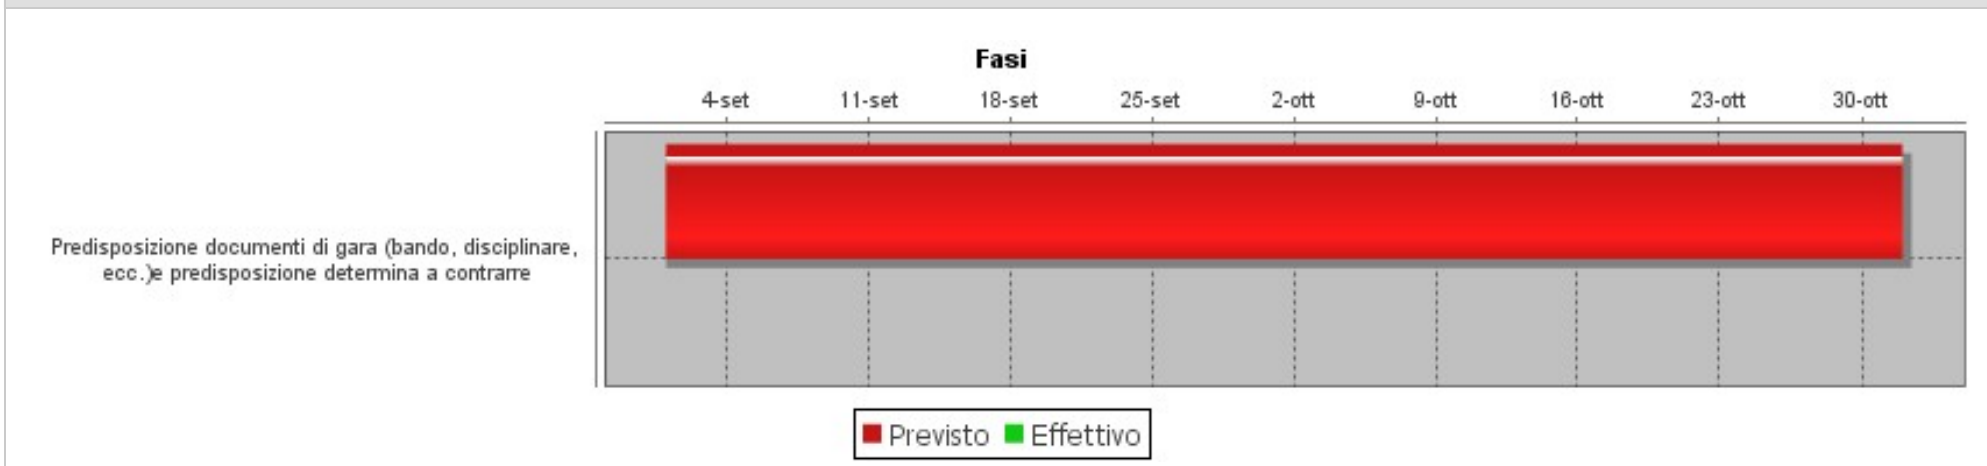 Fasi
4-set 11-set 18-set 25-set 2-ott 9-ott 16-ott 23-ott 30-ott
Predisposizione documenti di gara (bando, disciplinare,
ecc.)e predisposizione determina a contrarre
Previsto Effettivo